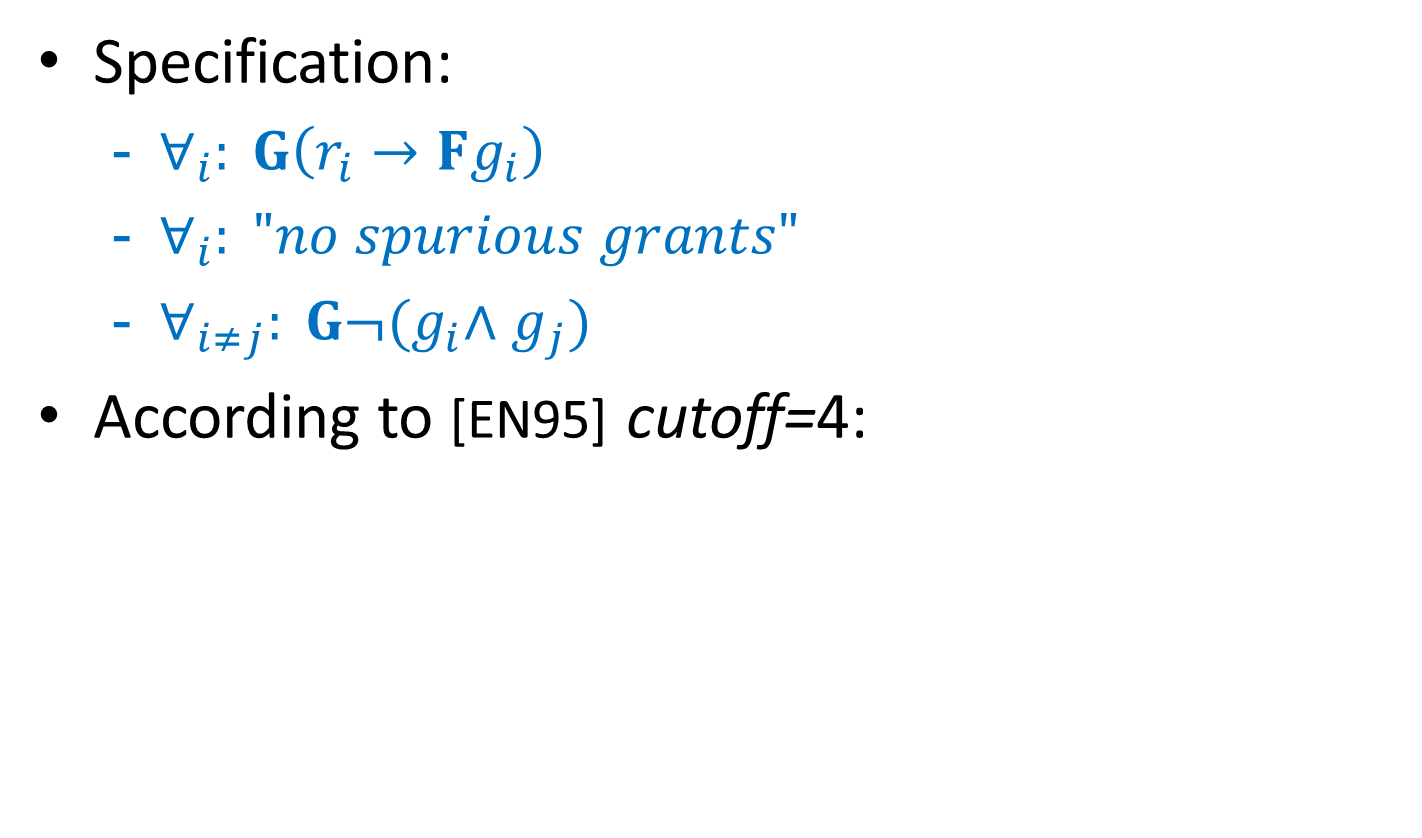 • Specification:
- ∀ᵢ: G(rᵢ → Fgᵢ)
- ∀ᵢ: "no spurious grants"
- ∀ᵢ≠ⱼ: G¬(gᵢ∧ gⱼ)
• According to [EN95] cutoff=4: